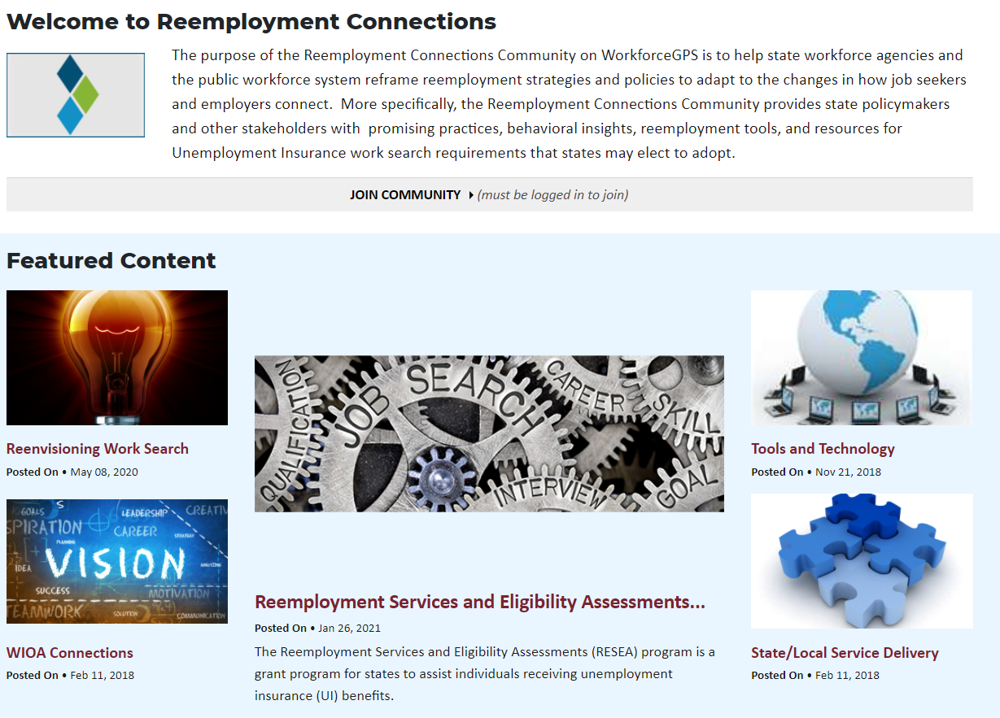 Welcome to Reemployment Connections
The purpose of the Reemployment Connections Community on WorkforceGPS is to help state workforce agencies and
the public workforce system reframe reemployment strategies and policies to adapt to the changes in how job seekers
and employers connect.  More specifically, the Reemployment Connections Community provides state policymakers
and other stakeholders with  promising practices, behavioral insights, reemployment tools, and resources for
Unemployment Insurance work search requirements that states may elect to adopt.
JOIN COMMUNITY (must be logged in to join)
Featured Content
Reenvisioning Work Search
Posted On • May 08, 2020
GOALS
S
LEADERSHIP
CREATIV
SPIRATION
CAREER
STRATEGY
PLANNING
IDEA
VISION
ANALYZING
SUCCESS
MOTIVATION
TEAMWORK
SOLUTION
COMMUNICATION
WIOA Connections
Posted On • Feb 11, 2018
QUALIFICATION
JOB SEARCH
CAREER
SKILL
INTERVIEW
GOAL
Reemployment Services and Eligibility Assessments...
Posted On • Jan 26, 2021
The Reemployment Services and Eligibility Assessments (RESEA) program is a
grant program for states to assist individuals receiving unemployment
insurance (UI) benefits.
Tools and Technology
Posted On • Nov 21, 2018
State/Local Service Delivery
Posted On • Feb 11, 2018